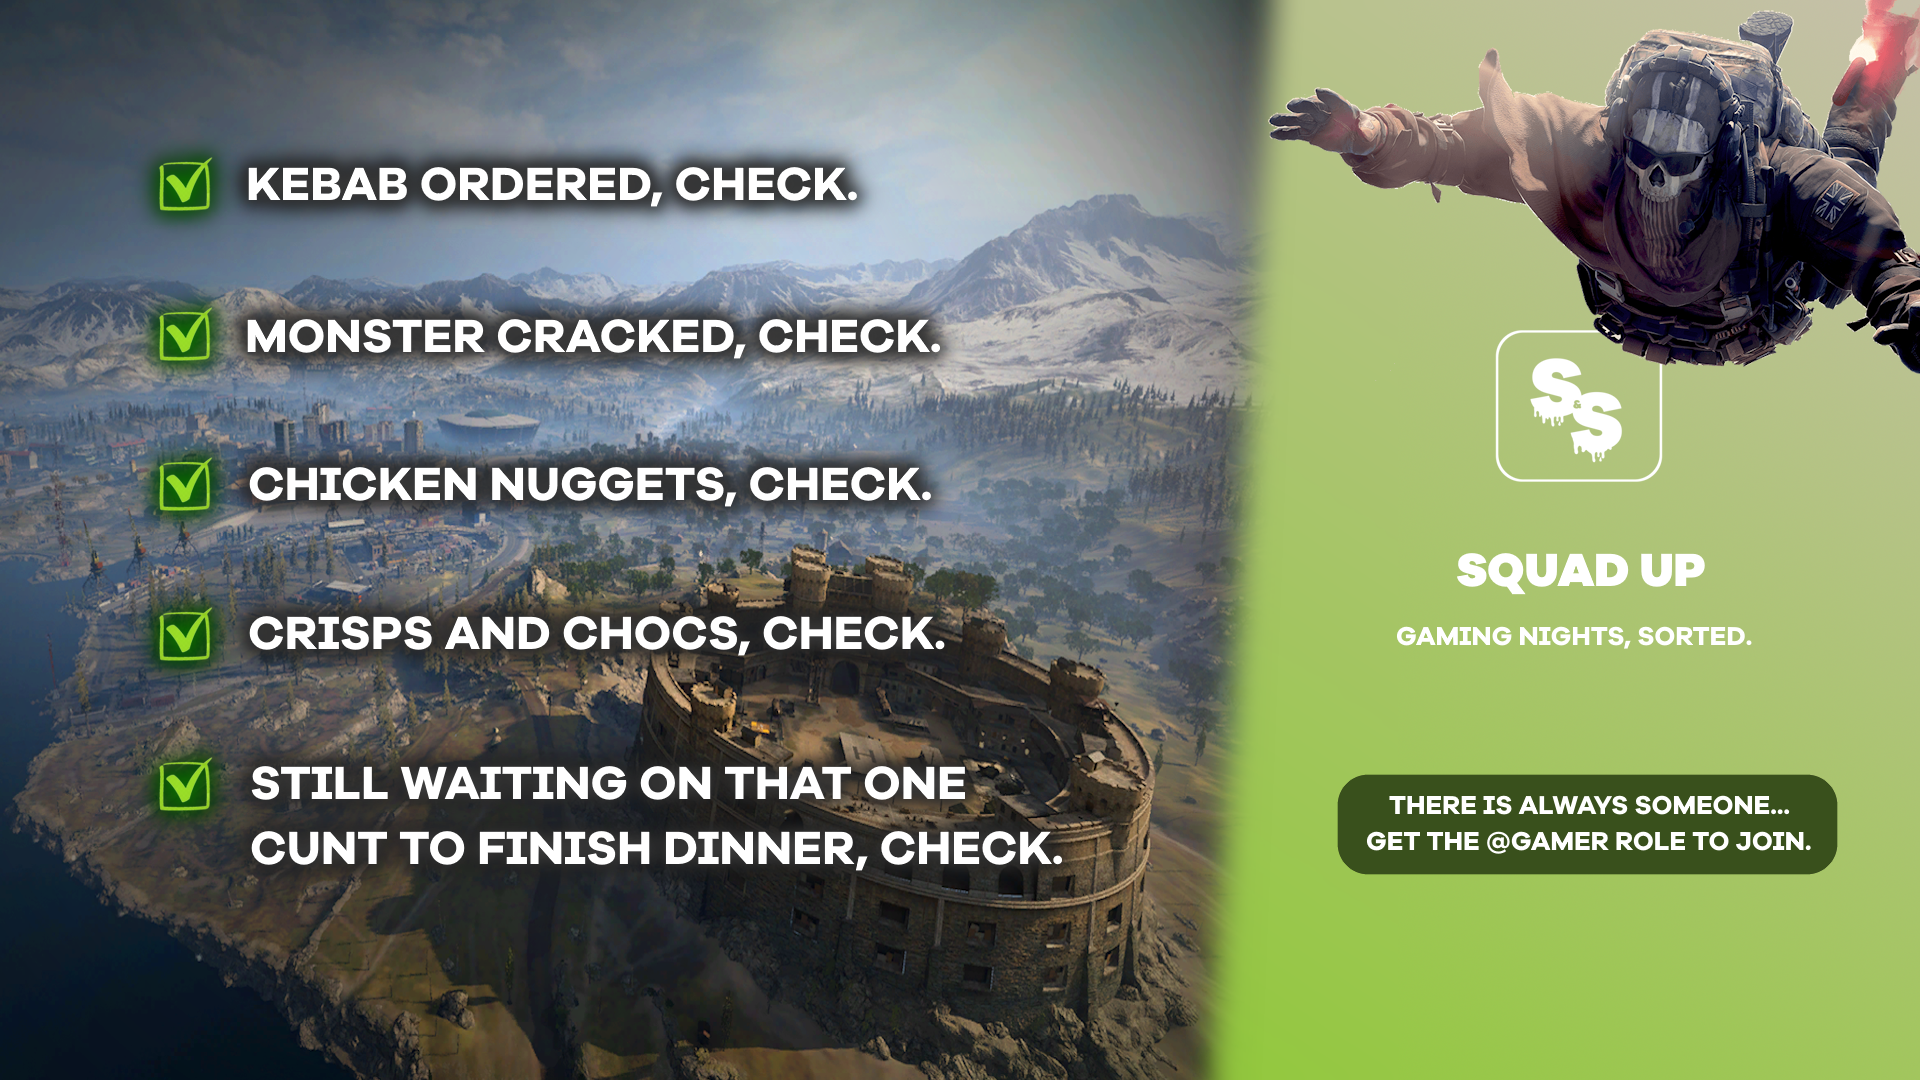 KEBAB ORDERED, CHECK.
MONSTER CRACKED, CHECK.
CHICKEN NUGGETS, CHECK.
CRISPS AND CHOCS, CHECK.
STILL WAITING ON THAT ONE
CUNT TO FINISH DINNER, CHECK.
S&S
SQUAD UP
GAMING NIGHTS, SORTED.
THERE IS ALWAYS SOMEONE...
GET THE @GAMER ROLE TO JOIN.